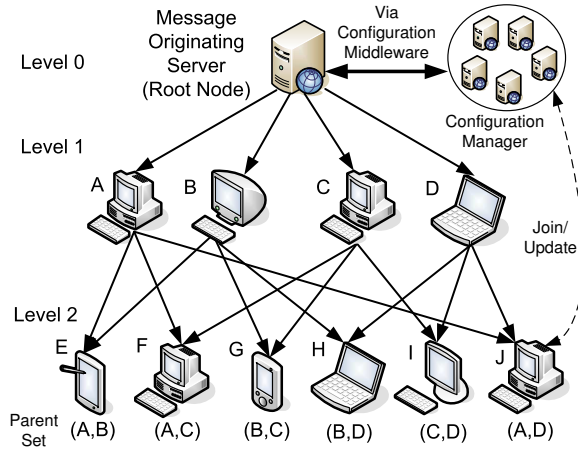 Message
Originating
Server
(Root Node)
Via
Configuration
Middleware
Level 0
Configuration
Manager
Level 1
A
B
C
D
Join/
Update
Level 2
E
F
G
H
I
J
Parent
Set
(A,B)
(A,C)
(B,C)
(B,D)
(C,D)
(A,D)